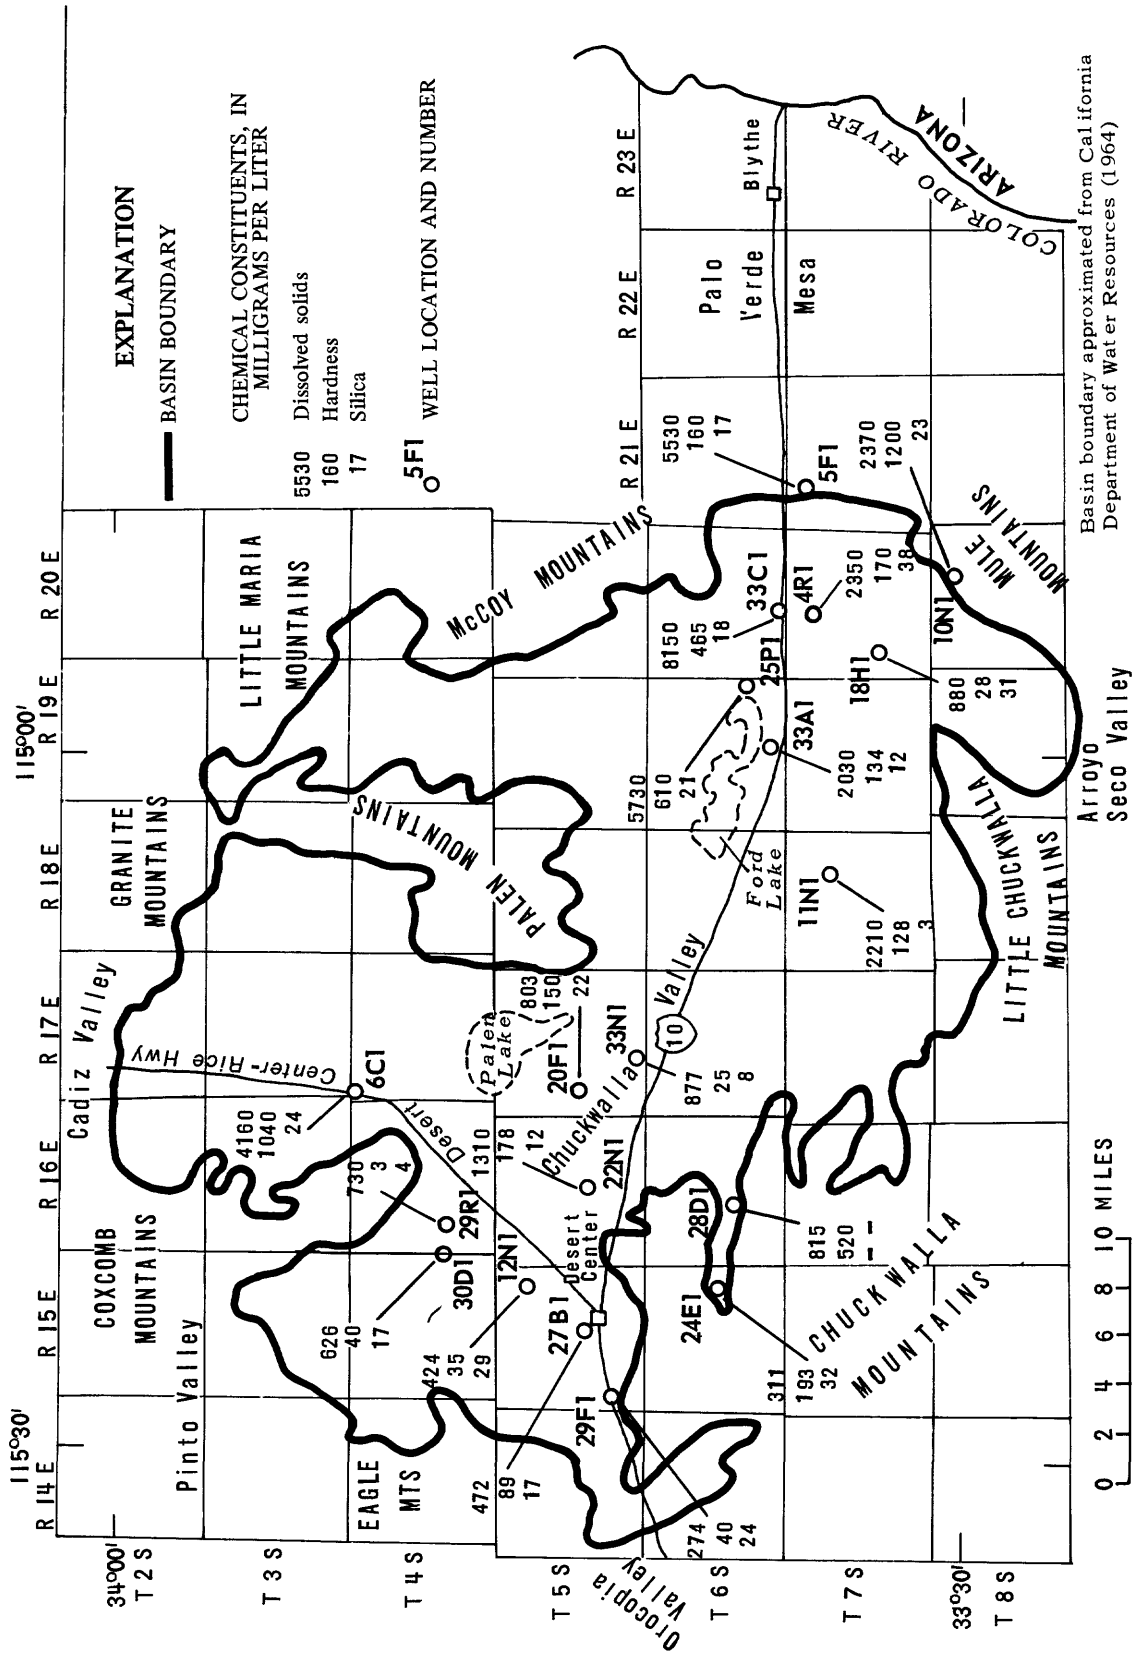 EXPLANATION
BASIN BOUNDARY
CHEMICAL CONSTITUENTS, IN
MILLIGRAMS PER LITER
5530 Dissolved solids
160 Hardness
17 Silica
5F1 WELL LOCATION AND NUMBER
115°30'
115°00'
R 14 E
R 15 E
R 16 E
R 17 E
R 18 E
R 19 E
R 20 E
R 21 E
R 22 E
R 23 E
34°00'
T 2 S
T 3 S
T 4 S
T 5 S
T 6 S
T 7 S
33°30'
T 8 S
Pinto Valley
COXCOMB
MOUNTAINS
Cadiz Valley
GRANITE
MOUNTAINS
LITTLE MARIA
MOUNTAINS
EAGLE
MTS
PALEN MOUNTAINS
McCOY MOUNTAINS
Desert Center-Rice Hwy
6C1
4160
1040
24
730
3
4
29R1
30D1
626
40
17
12N1
424
35
29
1310
178
12
22N1
Palen
Lake
803
150
22
20F1
33N1
877
25
8
Chuckwalla Valley
10
Desert
Center
27B1
472
89
17
29F1
274
40
24
Orocopia
Valley
28D1
815
520
--
24E1
311
193
32
CHUCKWALLA
MOUNTAINS
Ford
Lake
5730
610
21
25P1
33A1
2030
134
12
11N1
2210
128
3
8150
465
18
33C1
4R1
2350
170
38
18H1
880
28
31
10N1
2370
1200
23
5530
160
17
5F1
MULE
MOUNTAINS
LITTLE CHUCKWALLA
MOUNTAINS
Arroyo
Seco Valley
Palo
Verde
Mesa
Blythe
COLORADO RIVER
ARIZONA
0 2 4 6 8 10 MILES
Basin boundary approximated from California
Department of Water Resources (1964)